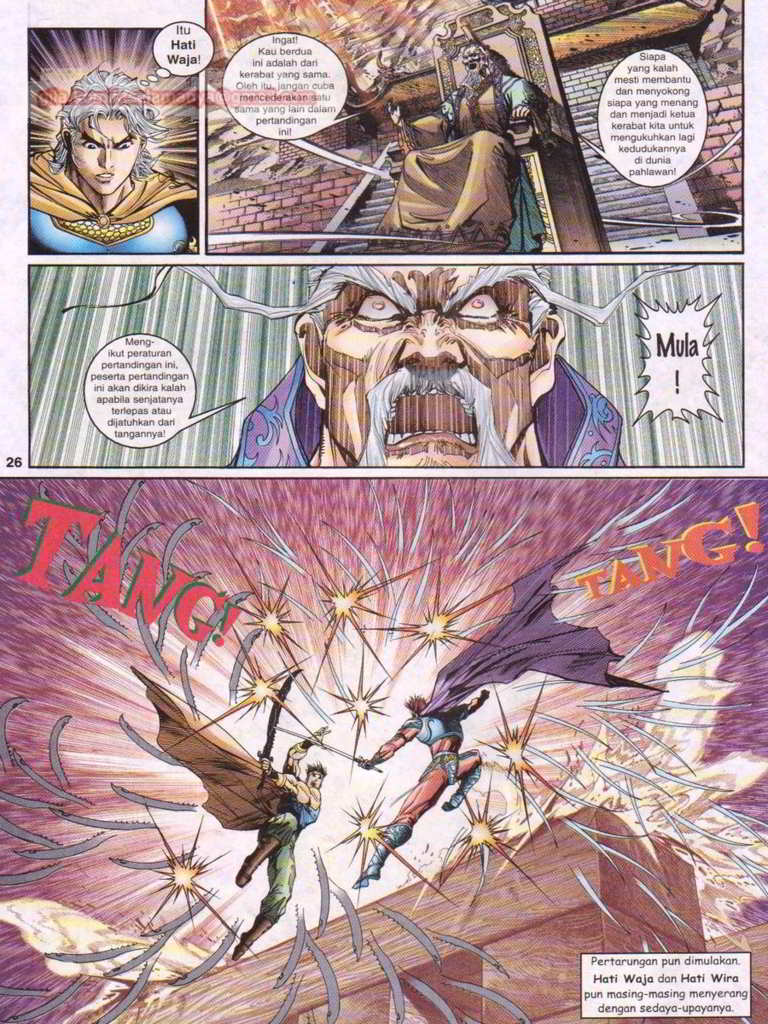 Itu
Hati
Waja!
Ingat!
Kau berdua
ini adalah dari
kerabat yang sama.
Oleh itu, jangan cuba
mencederakan satu
sama yang lain dalam
pertandingan
ini!
Siapa
yang kalah
mesti membantu
dan menyokong
siapa yang menang
dan menjadi ketua
kerabat kita untuk
mengukuhkan lagi
kedudukannya
di dunia
pahlawan!
Meng-
ikut peraturan
pertandingan ini,
peserta pertandingan
ini akan dikira kalah
apabila senjatanya
terlepas atau
dijatuhkan dari
tangannya!
Mula
!
26
TANG!
TANG!
Pertarungan pun dimulakan.
Hati Waja dan Hati Wira
pun masing-masing menyerang
dengan sedaya-upayanya.